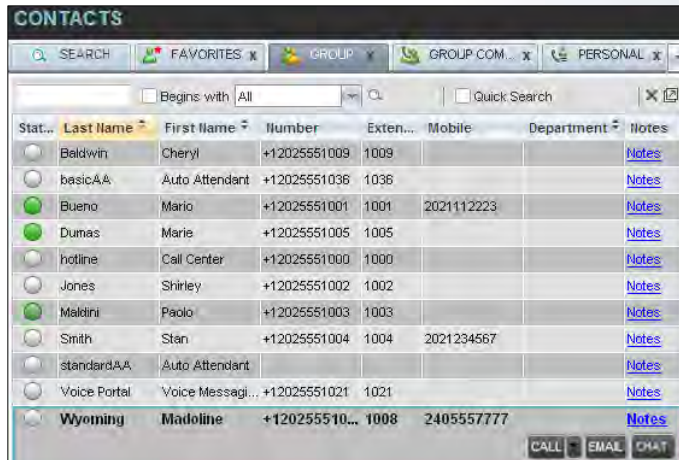 CONTACTS
SEARCH FAVORITES x GROUP x GROUP COM... x PERSONAL x
Begins with All Quick Search
Stat... Last Name First Name Number Exten... Mobile Department Notes
Baldwin Cheryl +12025551009 1009 Notes
basicAA Auto Attendant +12025551036 1036 Notes
Bueno Mario +12025551001 1001 2021112223 Notes
Dumas Marie +12025551005 1005 Notes
hotline Call Center +12025551000 1000 Notes
Jones Shirley +12025551002 1002 Notes
Maldini Paolo +12025551003 1003 Notes
Smith Stan +12025551004 1004 2021234567 Notes
standardAA Auto Attendant Notes
Voice Portal Voice Messagi... +12025551021 1021 Notes
Wyoming Madoline +120255510... 1008 2405557777 Notes
CALL EMAIL CHAT